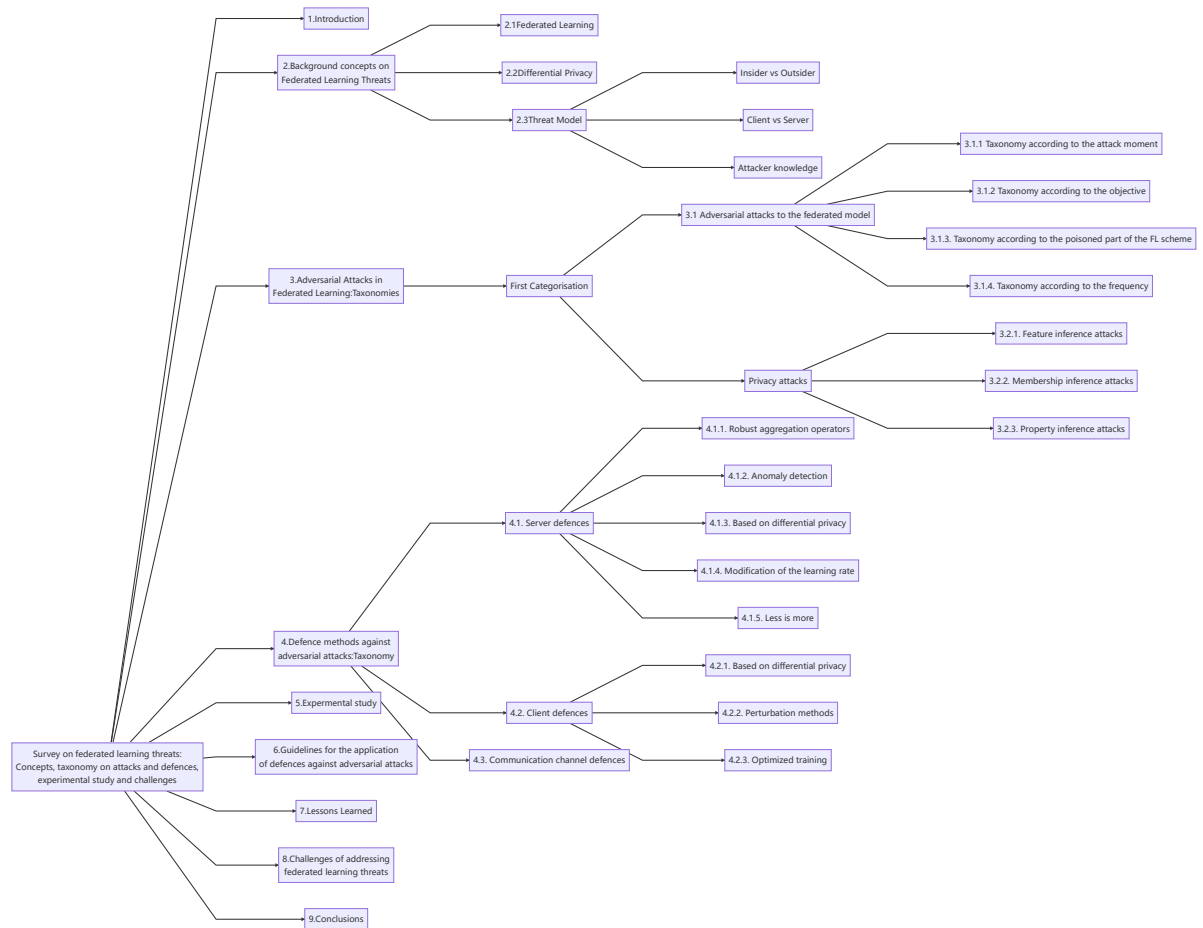 1.Introduction
2.1Federated Learning
2.Background concepts on
Federated Learning Threats
2.2Differential Privacy
Insider vs Outsider
2.3Threat Model
Client vs Server
Attacker knowledge
3.1.1 Taxonomy according to the attack moment
3.1.2 Taxonomy according to the objective
3.1 Adversarial attacks to the federated model
3.1.3. Taxonomy according to the poisoned part of the FL scheme
3.1.4. Taxonomy according to the frequency
3.Adversarial Attacks in
Federated Learning:Taxonomies
First Categorisation
3.2.1. Feature inference attacks
Privacy attacks
3.2.2. Membership inference attacks
3.2.3. Property inference attacks
4.1.1. Robust aggregation operators
4.1.2. Anomaly detection
4.1. Server defences
4.1.3. Based on differential privacy
4.1.4. Modification of the learning rate
4.1.5. Less is more
4.Defence methods against
adversarial attacks:Taxonomy
4.2.1. Based on differential privacy
4.2. Client defences
4.2.2. Perturbation methods
4.2.3. Optimized training
4.3. Communication channel defences
5.Expermental study
6.Guidelines for the application
of defences against adversarial attacks
Survey on federated learning threats:
Concepts, taxonomy on attacks and defences,
experimental study and challenges
7.Lessons Learned
8.Challenges of addressing
federated learning threats
9.Conclusions